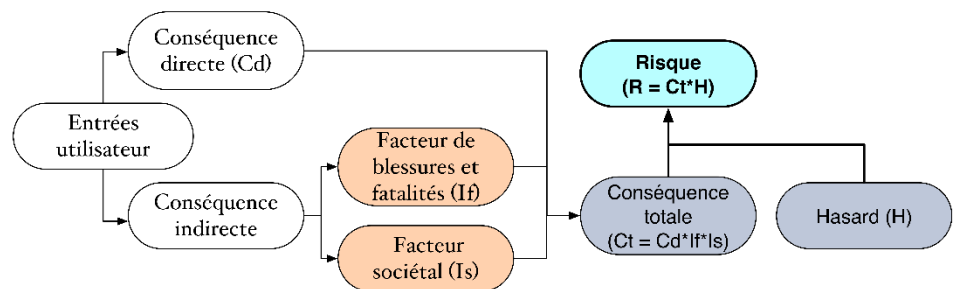 Conséquence
directe (Cd)
Risque
(R = Ct*H)
Entrées
utilisateur
Facteur de
blessures et
fatalités (If)
Conséquence
indirecte
Conséquence
totale
(Ct = Cd*If*Is)
Hasard (H)
Facteur
sociétal (Is)